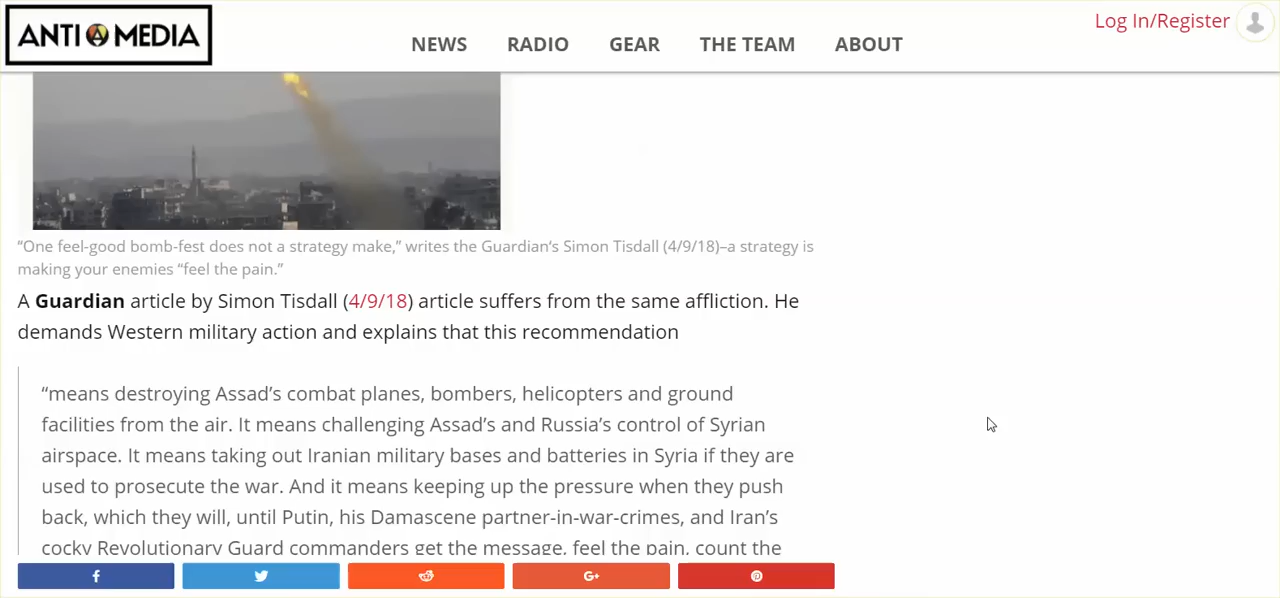 ANTI MEDIA
NEWS RADIO GEAR THE TEAM ABOUT
Log In/Register
“One feel-good bomb-fest does not a strategy make,” writes the Guardian’s Simon Tisdall (4/9/18)–a strategy is
making your enemies “feel the pain.”
A Guardian article by Simon Tisdall (4/9/18) article suffers from the same affliction. He
demands Western military action and explains that this recommendation
“means destroying Assad’s combat planes, bombers, helicopters and ground
facilities from the air. It means challenging Assad’s and Russia’s control of Syrian
airspace. It means taking out Iranian military bases and batteries in Syria if they are
used to prosecute the war. And it means keeping up the pressure when they push
back, which they will, until Putin, his Damascene partner-in-war-crimes, and Iran’s
cocky Revolutionary Guard commanders get the message, feel the pain, count the
G+